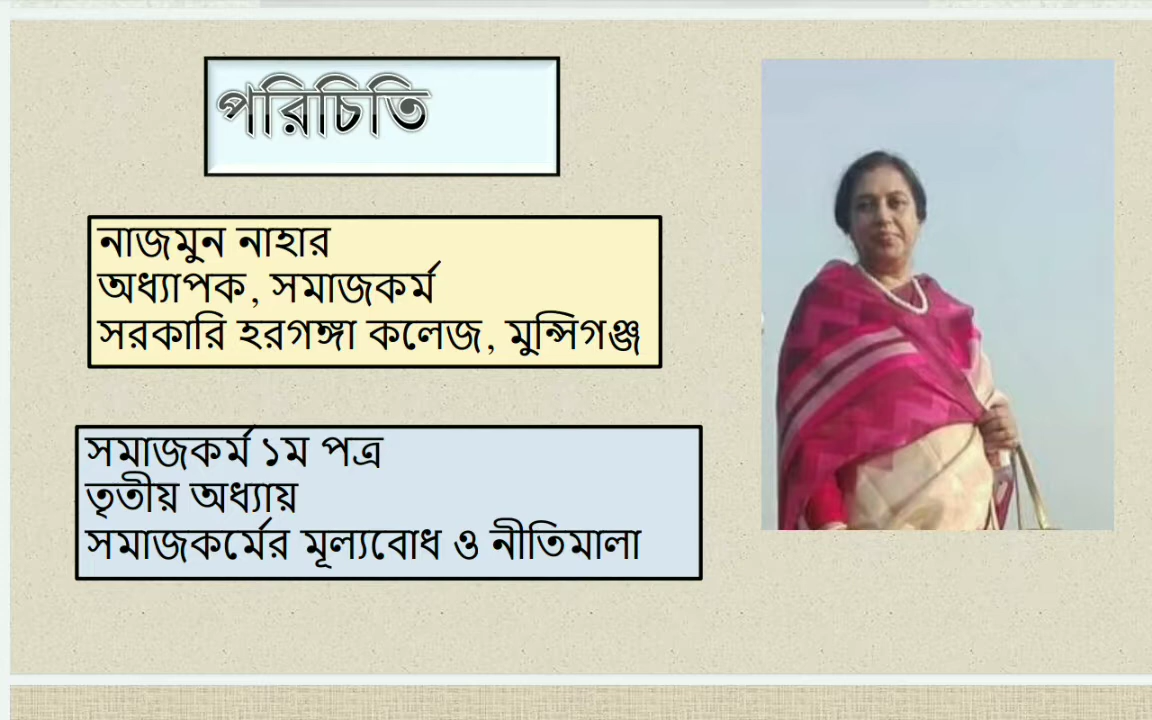 পরিচিতি
নাজমুন নাহার
অধ্যাপক, সমাজকর্ম
সরকারি হরগঙ্গা কলেজ, মুন্সিগঞ্জ
সমাজকর্ম ১ম পত্র
তৃতীয় অধ্যায়
সমাজকর্মের মূল্যবোধ ও নীতিমালা